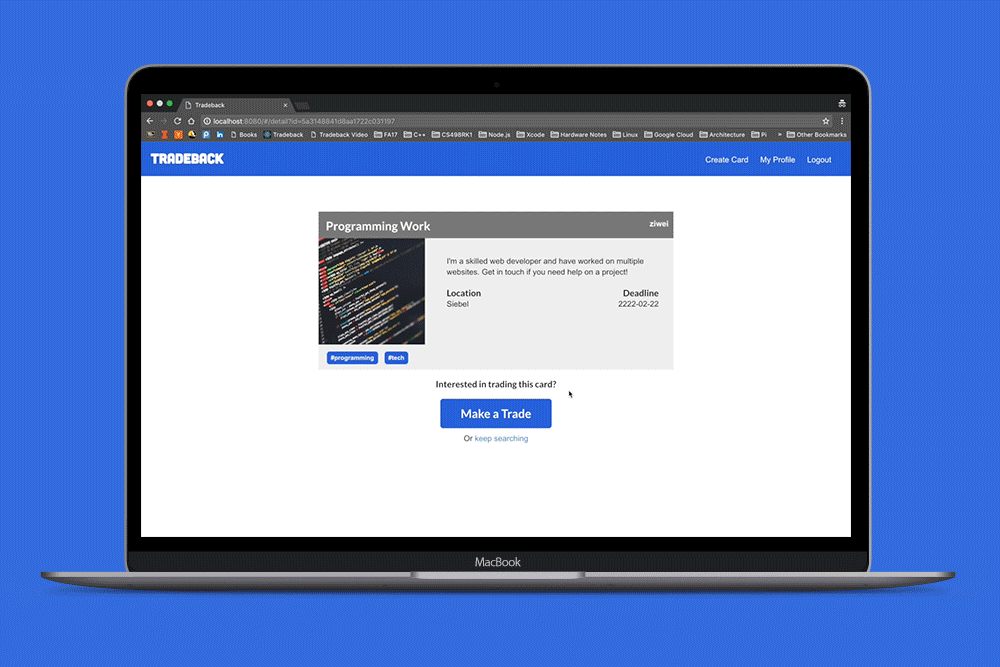 Tradeback
localhost:8080/#/detail?id=5a3148841d8aa1722c031197
Books Tradeback Tradeback Video FA17 C++ CS498RK1 Node.js Xcode Hardware Notes Linux Google Cloud Architecture Pi » Other Bookmarks
TRADEBACK Create Card My Profile Logout
Programming Work ziwei
I'm a skilled web developer and have worked on multiple
websites. Get in touch if you need help on a project!
Location Deadline
Siebel 2222-02-22
#programming #tech
Interested in trading this card?
Make a Trade
Or keep searching
MacBook